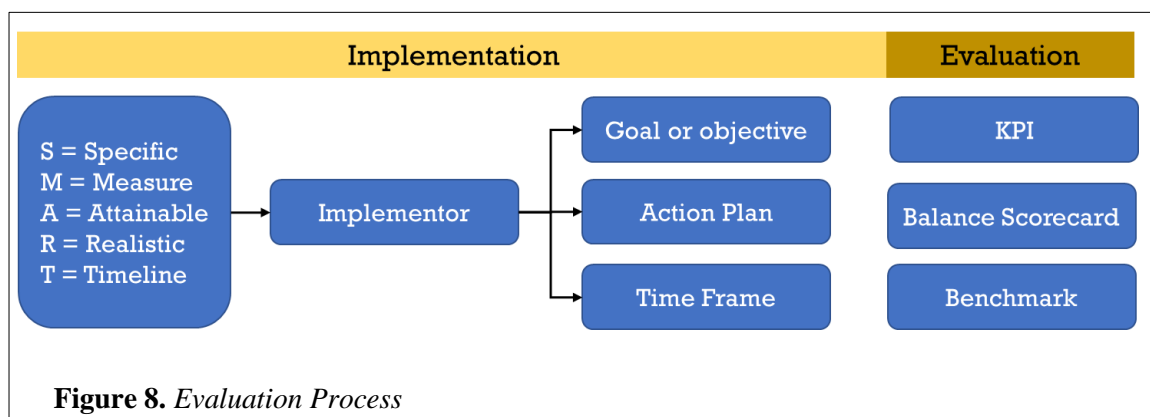 Implementation
Evaluation
S = Specific
M = Measure
A = Attainable
R = Realistic
T = Timeline
Implementor
Goal or objective
Action Plan
Time Frame
KPI
Balance Scorecard
Benchmark
Figure 8. Evaluation Process